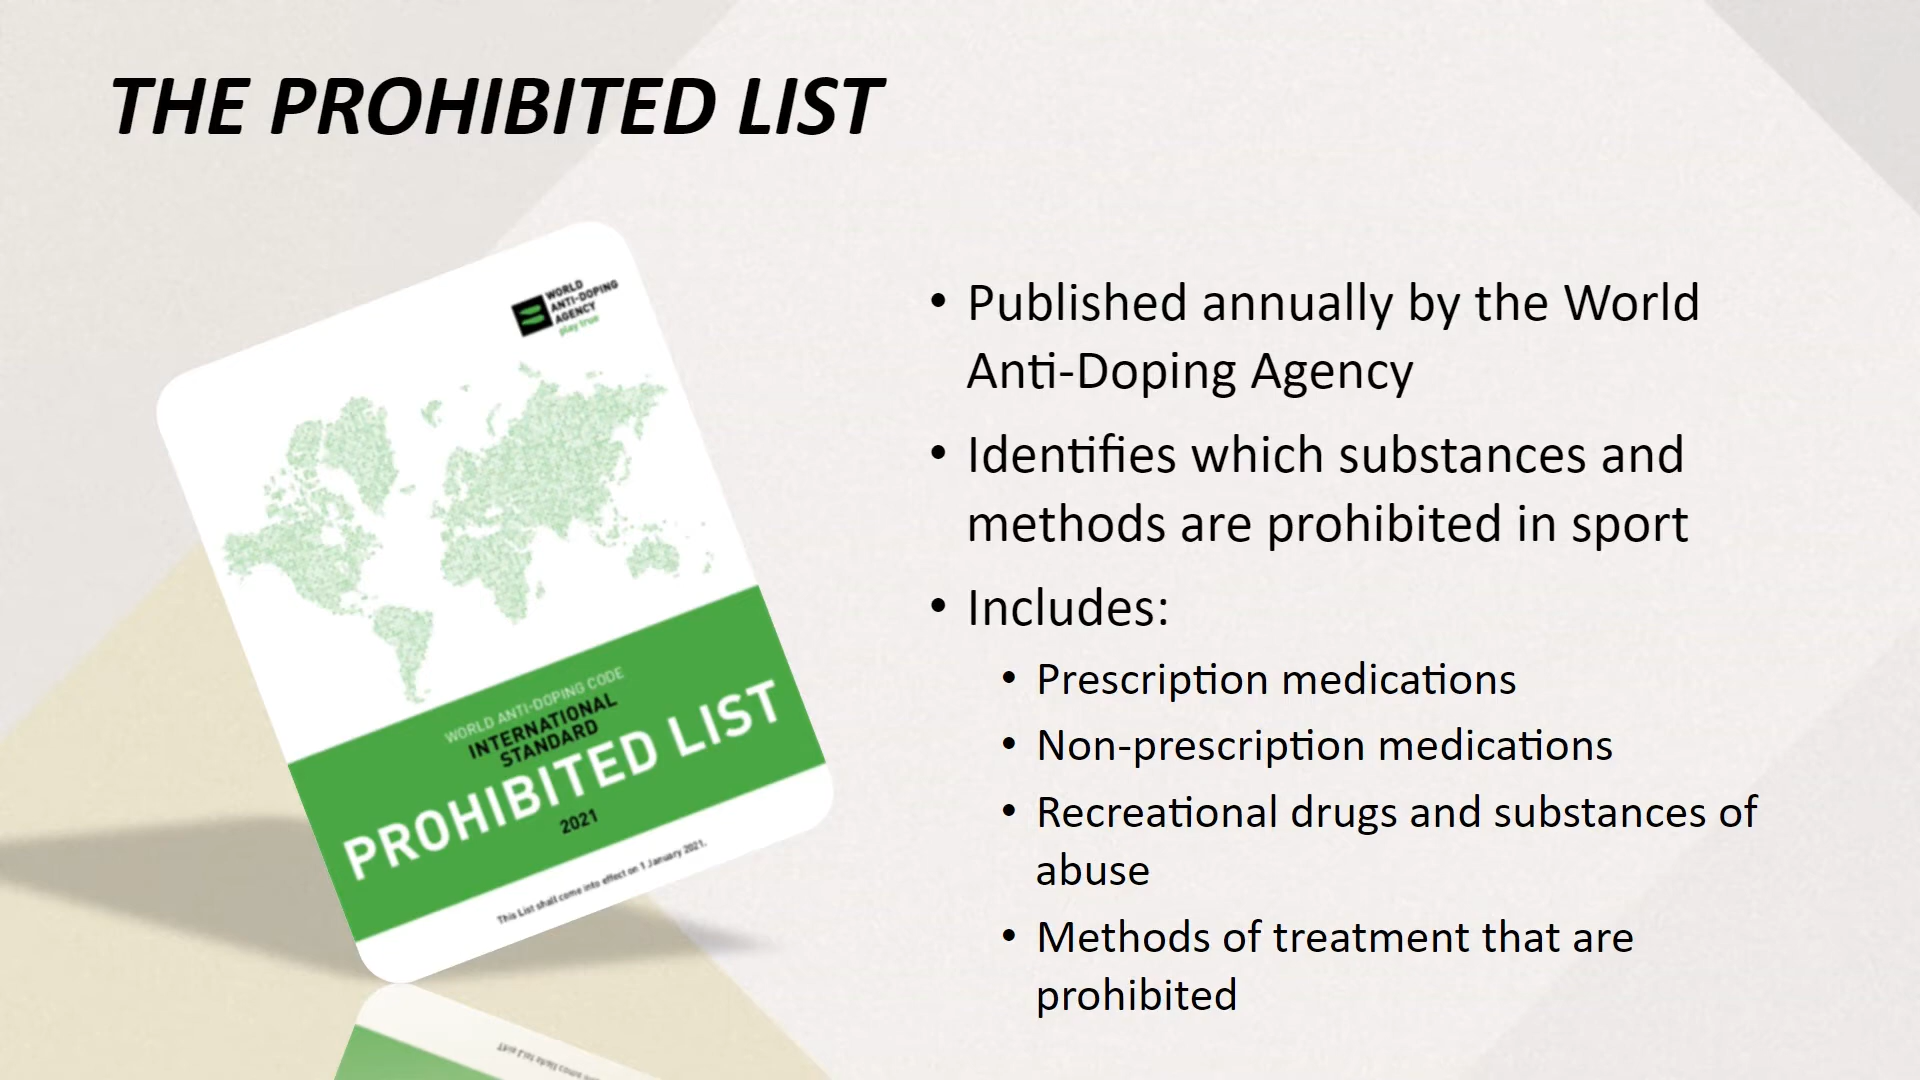 THE PROHIBITED LIST
WORLD
ANTI-DOPING
AGENCY
play true
WORLD ANTI-DOPING CODE
INTERNATIONAL
STANDARD
PROHIBITED LIST
2021
This List shall come into effect on 1 January 2021.
• Published annually by the World
Anti-Doping Agency
• Identifies which substances and
methods are prohibited in sport
• Includes:
• Prescription medications
• Non-prescription medications
• Recreational drugs and substances of
abuse
• Methods of treatment that are
prohibited